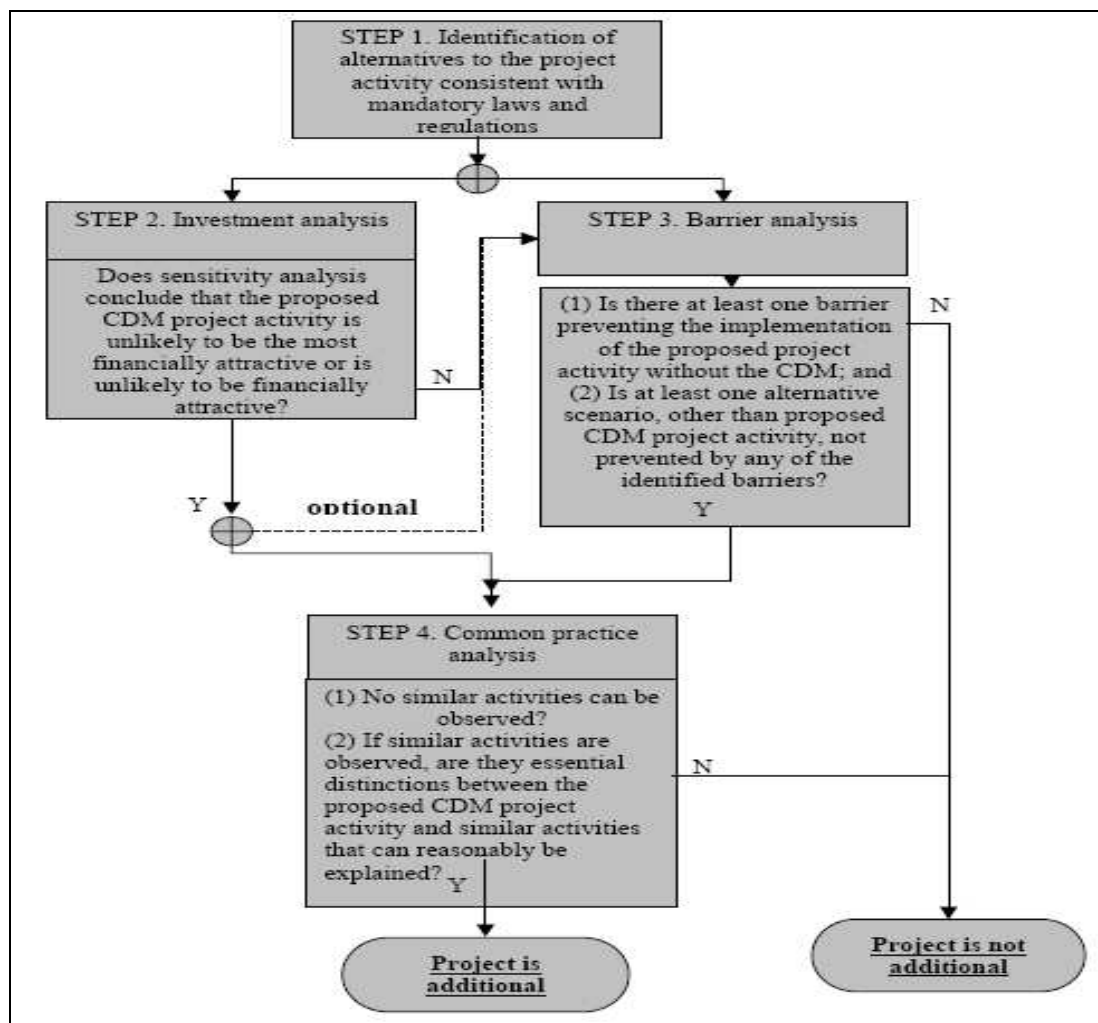 STEP 1. Identification of
alternatives to the project
activity consistent with
mandatory laws and
regulations
STEP 2. Investment analysis
Does sensitivity analysis
conclude that the proposed
CDM project activity is
unlikely to be the most
financially attractive or is
unlikely to be financially
attractive?
N
Y
optional
STEP 3. Barrier analysis
(1) Is there at least one barrier
preventing the implementation
of the proposed project
activity without the CDM; and
(2) Is at least one alternative
scenario, other than proposed
CDM project activity, not
prevented by any of the
identified barriers?
N
Y
STEP 4. Common practice
analysis
(1) No similar activities can be
observed?
(2) If similar activities are
observed, are they essential
distinctions between the
proposed CDM project
activity and similar activities
that can reasonably be
explained?
N
Y
Project is
additional
Project is not
additional